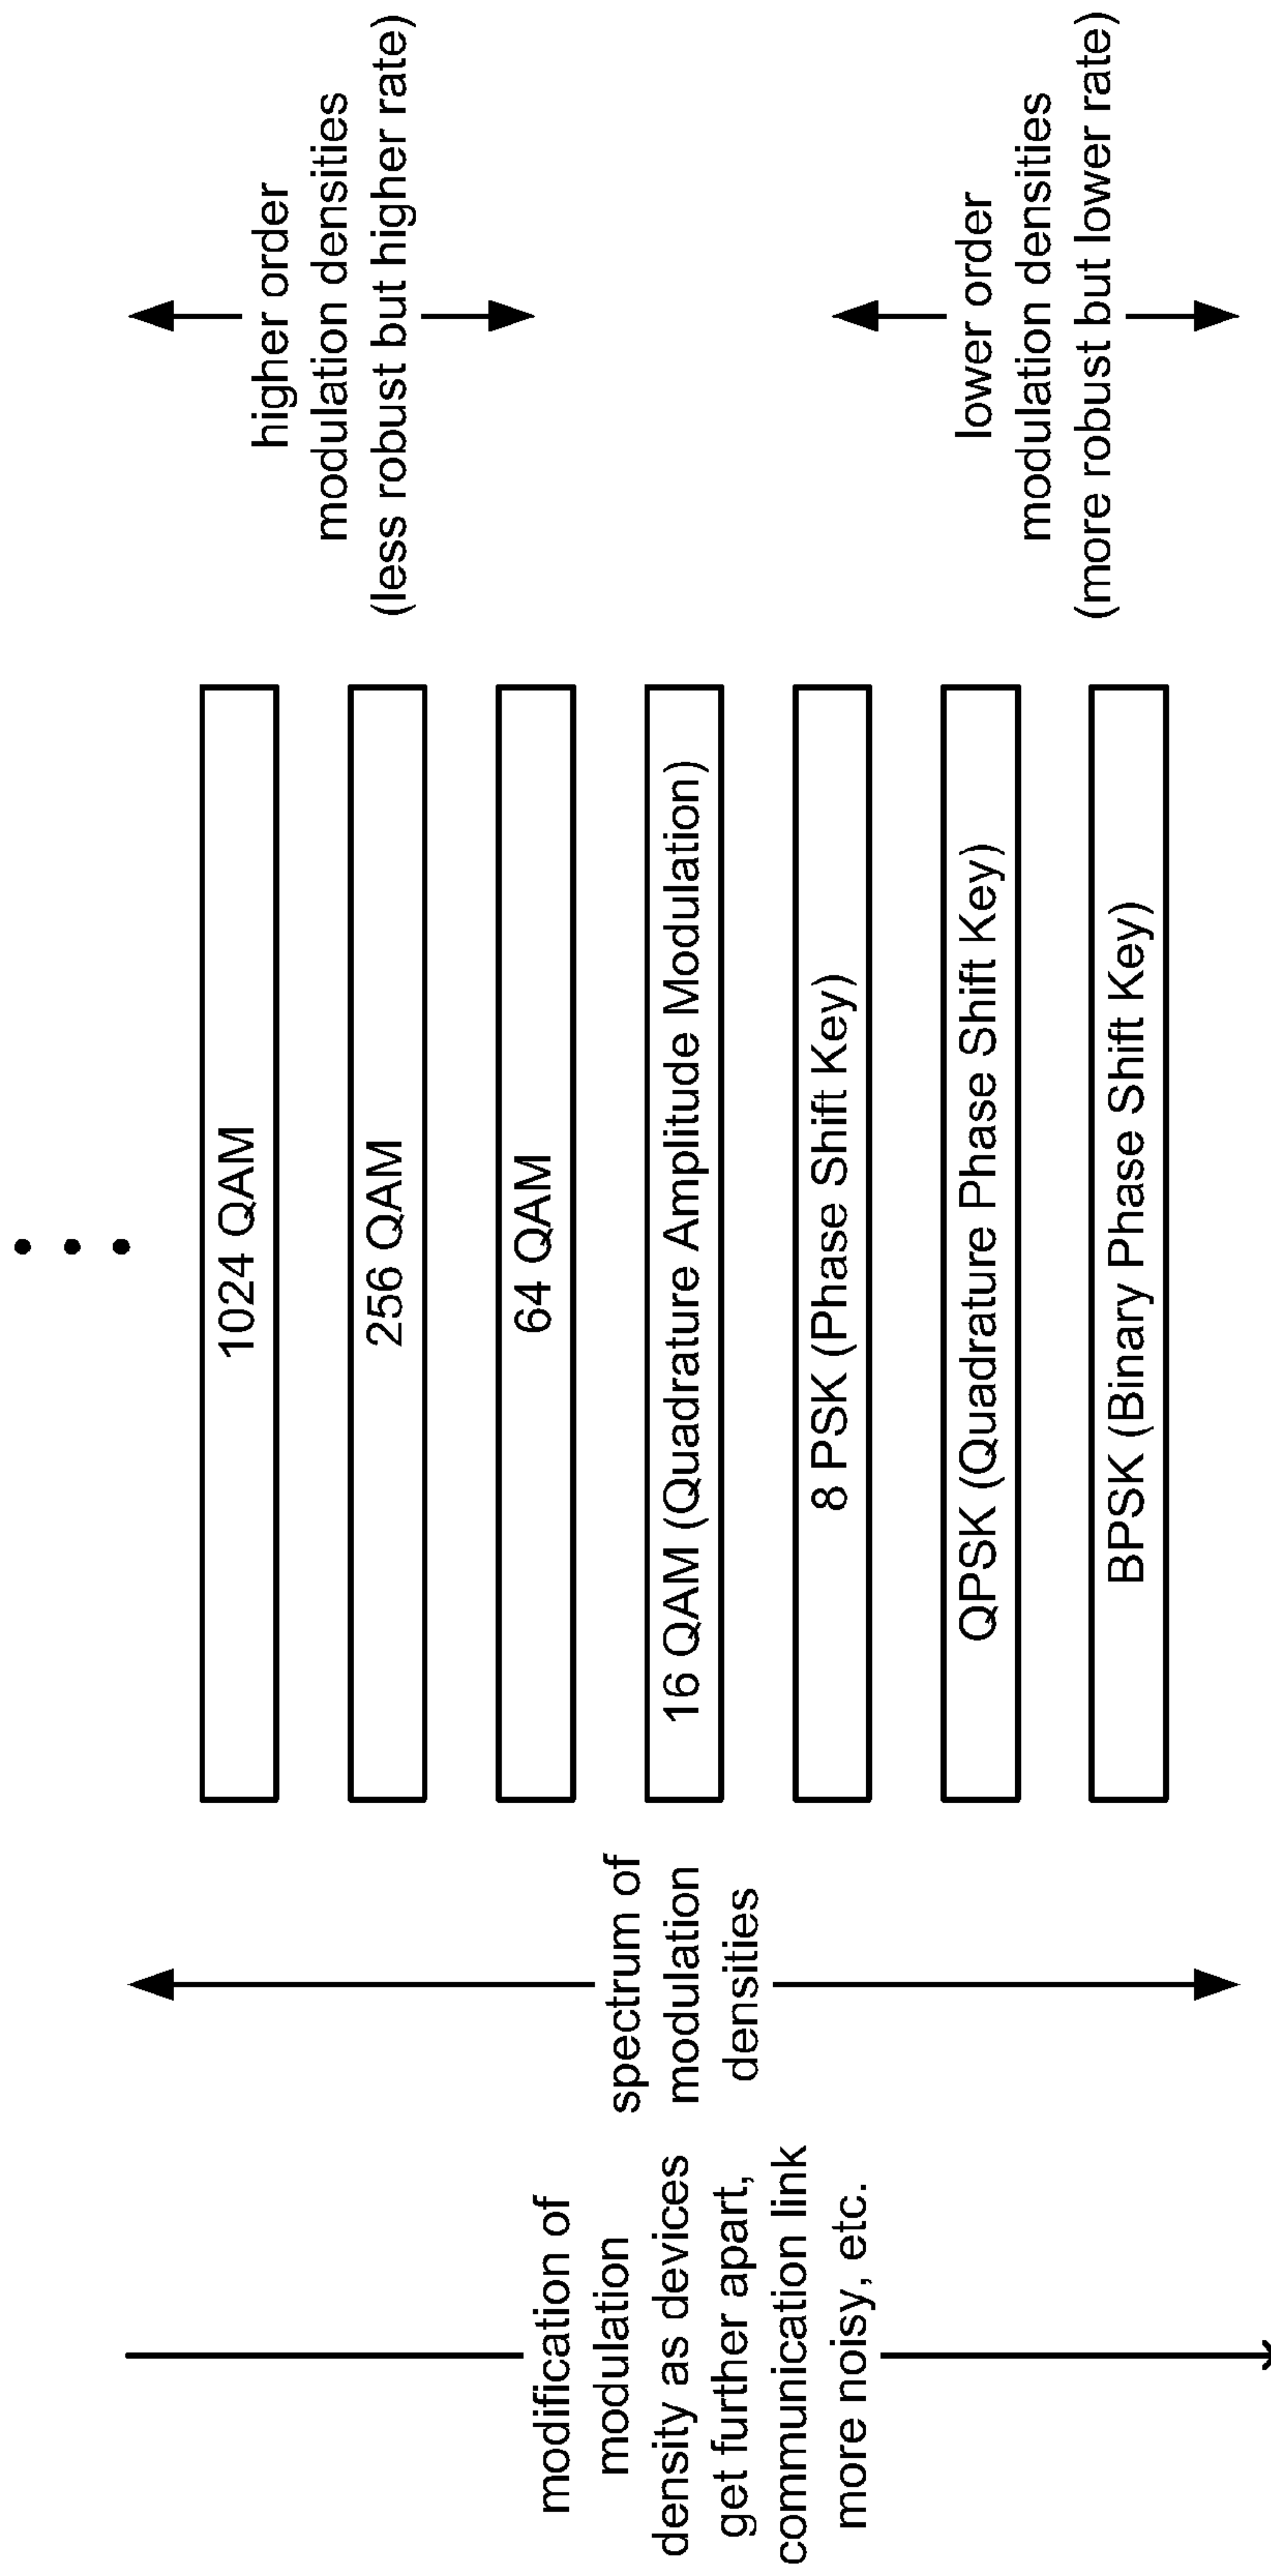 modification of
modulation
density as devices
get further apart,
communication link
more noisy, etc.
spectrum of
modulation
densities
1024 QAM
256 QAM
64 QAM
16 QAM (Quadrature Amplitude Modulation)
8 PSK (Phase Shift Key)
QPSK (Quadrature Phase Shift Key)
BPSK (Binary Phase Shift Key)
higher order
modulation densities
(less robust but higher rate)
lower order
modulation densities
(more robust but lower rate)